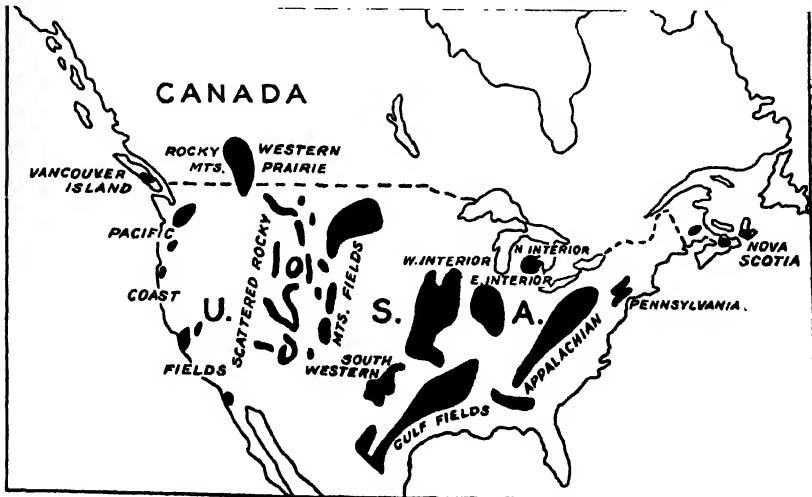 CANADA
ROCKY MTS.
WESTERN PRAIRIE
VANCOUVER ISLAND
PACIFIC COAST FIELDS
SCATTERED ROCKY MTS. FIELDS
U. S. A.
W. INTERIOR
N INTERIOR
E. INTERIOR
NOVA SCOTIA
PENNSYLVANIA.
APPALACHIAN
SOUTH WESTERN
GULF FIELDS